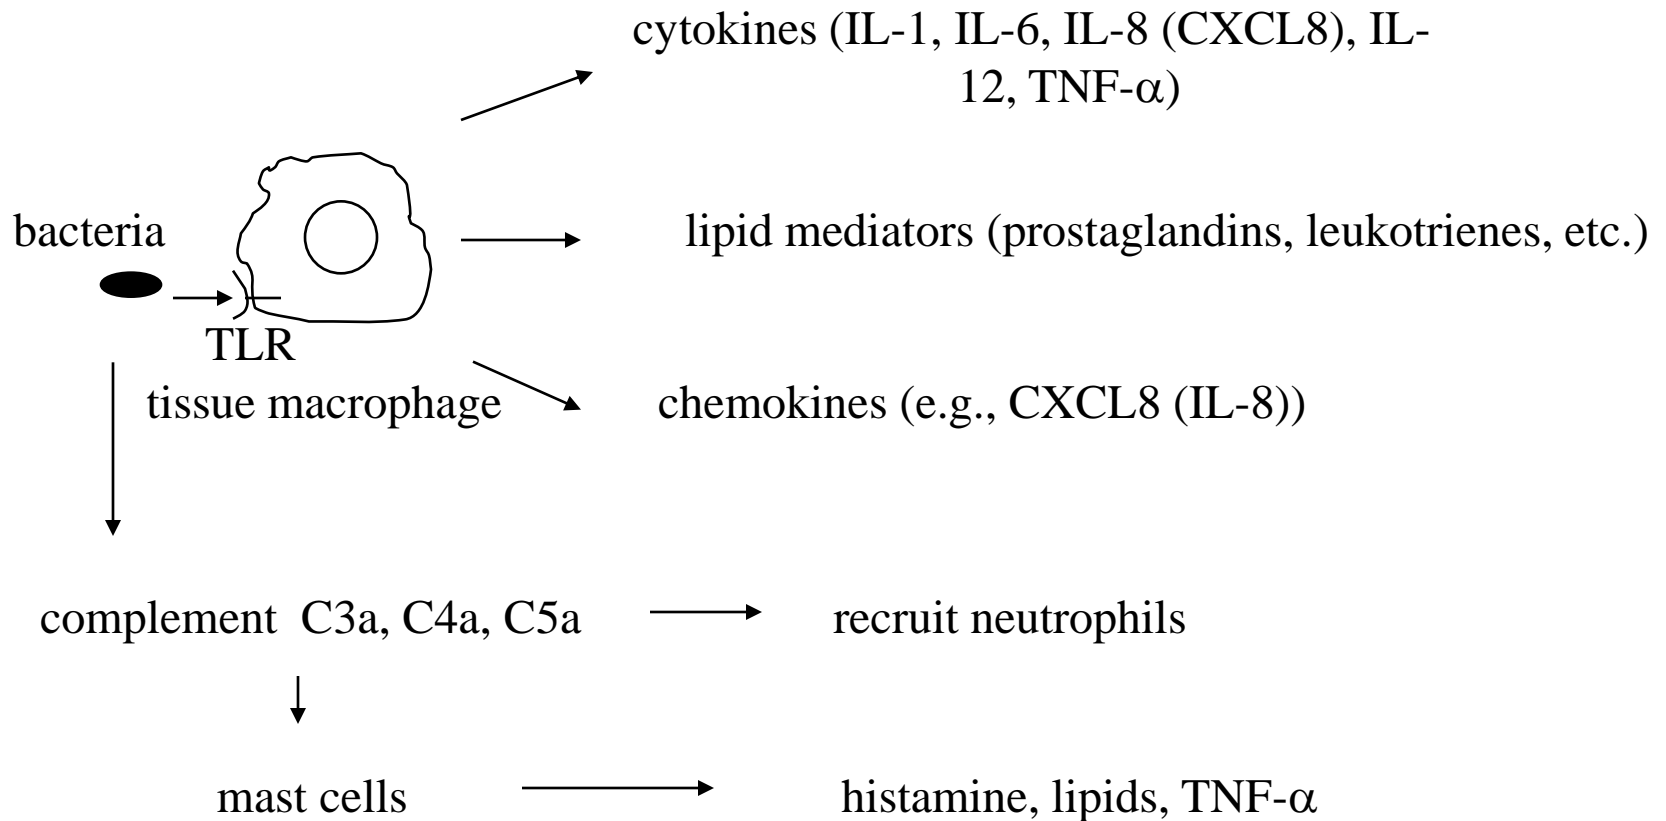 cytokines (IL-1, IL-6, IL-8 (CXCL8), IL-
12, TNF-α)
bacteria
lipid mediators (prostaglandins, leukotrienes, etc.)
TLR
tissue macrophage
chemokines (e.g., CXCL8 (IL-8))
complement C3a, C4a, C5a
recruit neutrophils
mast cells
histamine, lipids, TNF-α